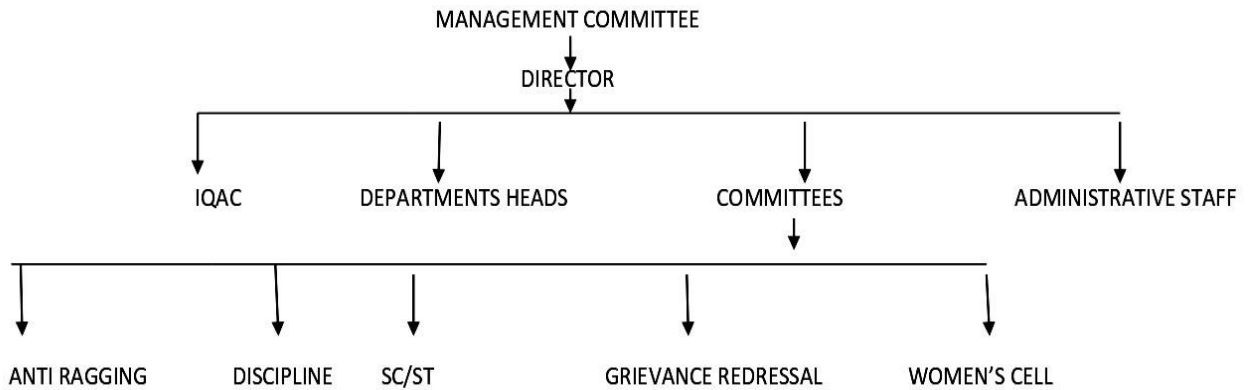 MANAGEMENT COMMITTEE
DIRECTOR
IQAC DEPARTMENTS HEADS COMMITTEES ADMINISTRATIVE STAFF
ANTI RAGGING DISCIPLINE SC/ST GRIEVANCE REDRESSAL WOMEN’S CELL